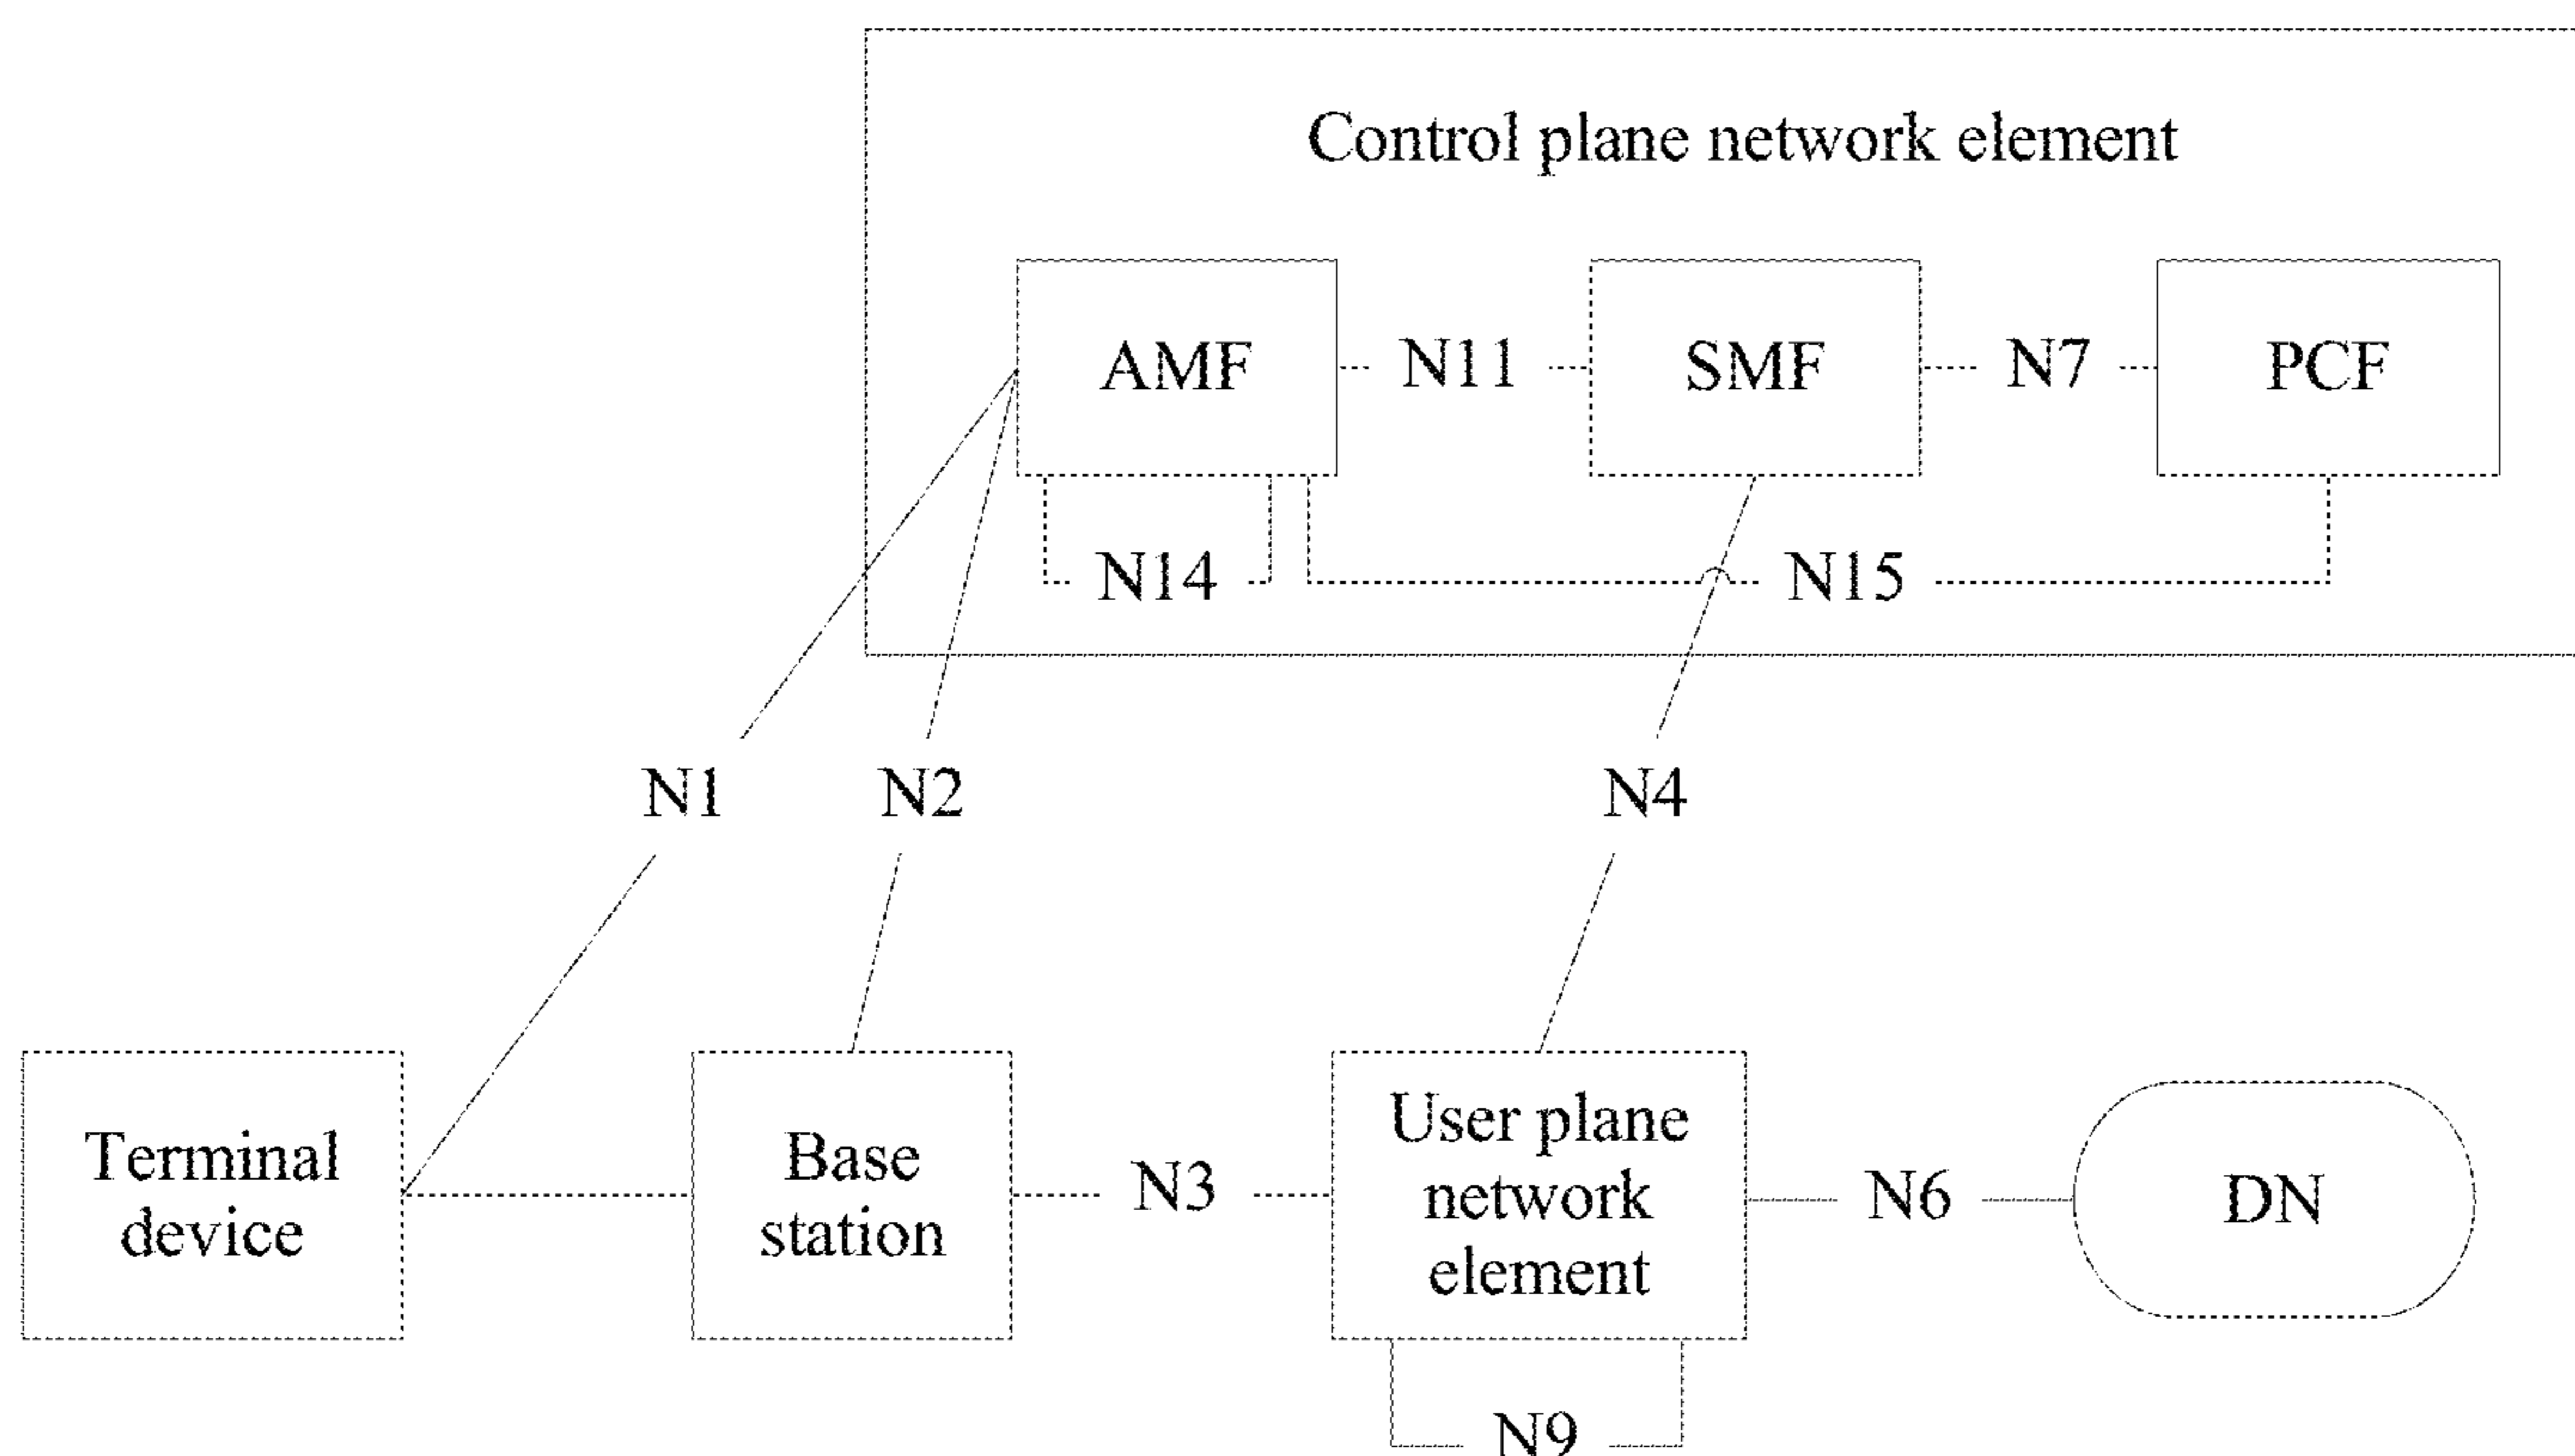 Control plane network element
AMF
N11
SMF
N7
PCF
N14
N15
N1
N2
N4
Terminal
device
Base
station
N3
User plane
network
element
N6
DN
N9